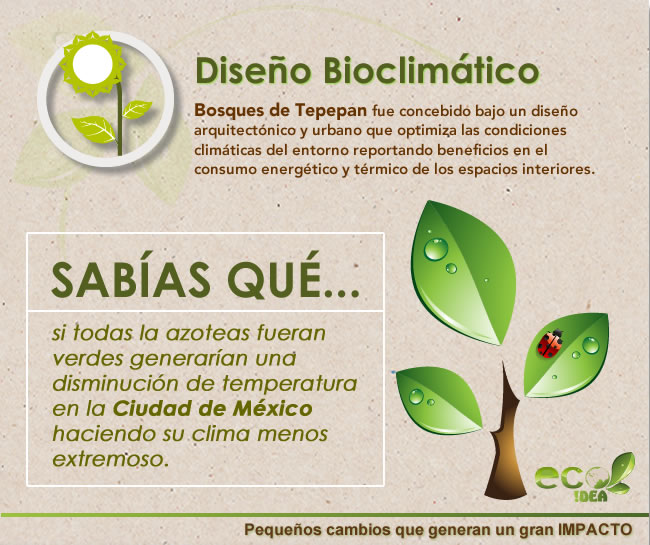 Diseño Bioclimático
Bosques de Tepepan fue concebido bajo un diseño
arquitectónico y urbano que optimiza las condiciones
climáticas del entorno reportando beneficios en el
consumo energético y térmico de los espacios interiores.
SABÍAS QUÉ...
si todas la azoteas fueran
verdes generarían una
disminución de temperatura
en la Ciudad de México
haciendo su clima menos
extremoso.
eco
IDEA
Pequeños cambios que generan un gran IMPACTO